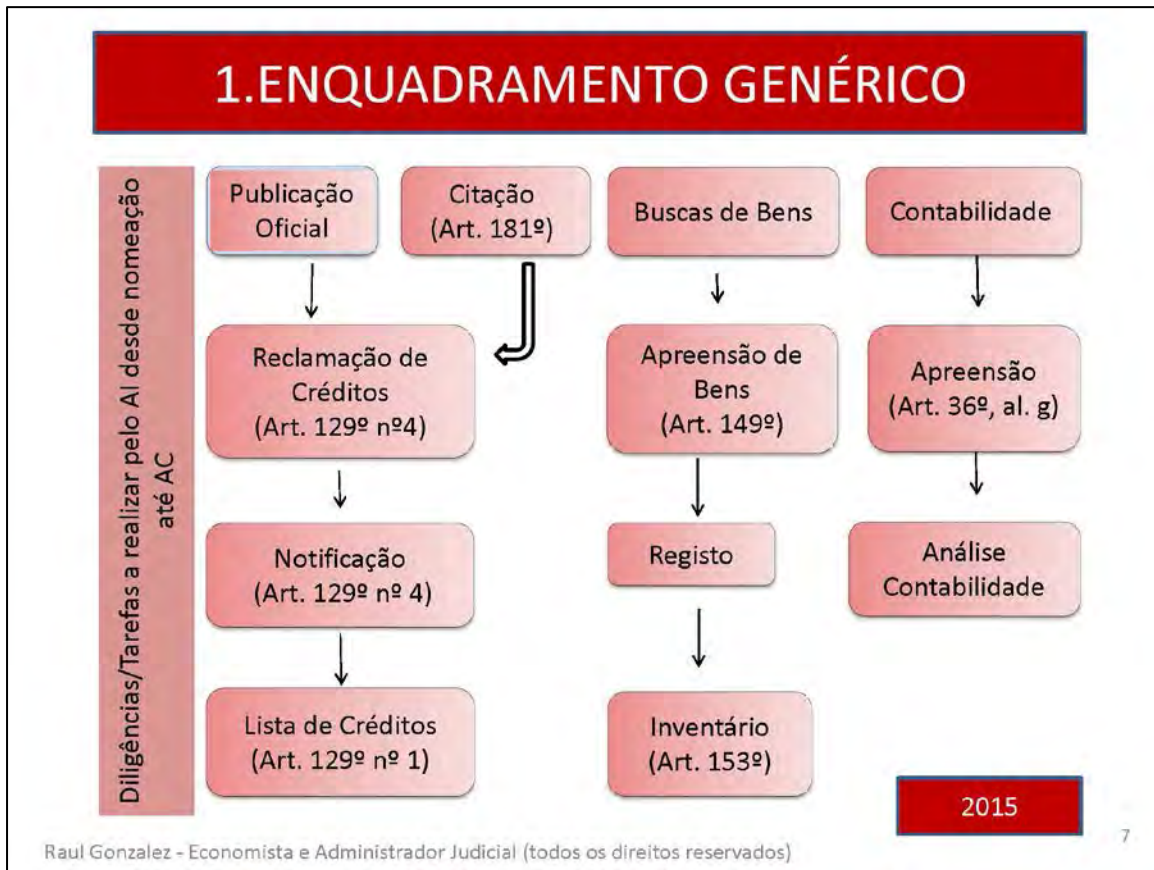 1.ENQUADRAMENTO GENÉRICO
Diligências/Tarefas a realizar pelo AI desde nomeação
até AC
Publicação
Oficial
Citação
(Art. 181º)
Buscas de Bens
Contabilidade
Reclamação de
Créditos
(Art. 129º nº4)
Apreensão de
Bens
(Art. 149º)
Apreensão
(Art. 36º, al. g)
Notificação
(Art. 129º nº 4)
Registo
Análise
Contabilidade
Lista de Créditos
(Art. 129º nº 1)
Inventário
(Art. 153º)
2015
Raul Gonzalez - Economista e Administrador Judicial (todos os direitos reservados)
7